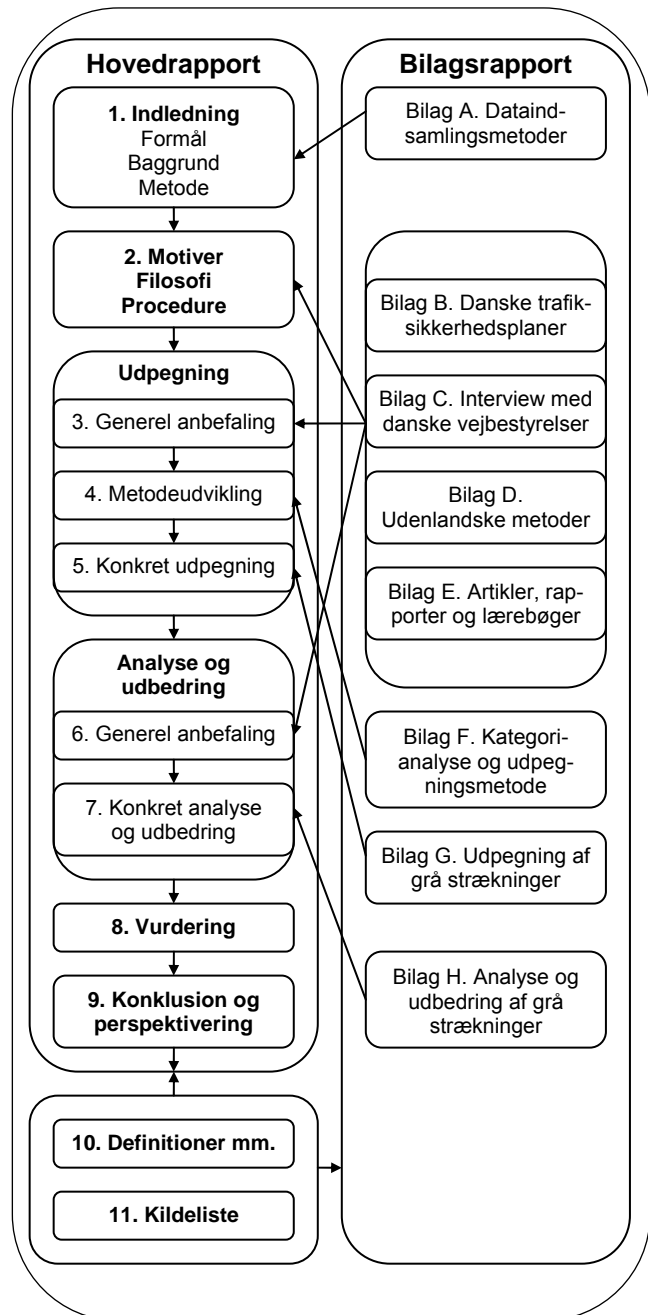 Hovedrapport
1. Indledning
Formål
Baggrund
Metode
2. Motiver
Filosofi
Procedure
Udpegning
3. Generel anbefaling
4. Metodeudvikling
5. Konkret udpegning
Analyse og
udbedring
6. Generel anbefaling
7. Konkret analyse
og udbedring
8. Vurdering
9. Konklusion og
perspektivering
10. Definitioner mm.
11. Kildeliste
Bilagsrapport
Bilag A. Dataind-
samlingsmetoder
Bilag B. Danske trafik-
sikkerhedsplaner
Bilag C. Interview med
danske vejbestyrelser
Bilag D.
Udenlandske metoder
Bilag E. Artikler, rap-
porter og lærebøger
Bilag F. Kategori-
analyse og udpeg-
ningsmetode
Bilag G. Udpegning af
grå strækninger
Bilag H. Analyse og
udbedring af grå
strækninger